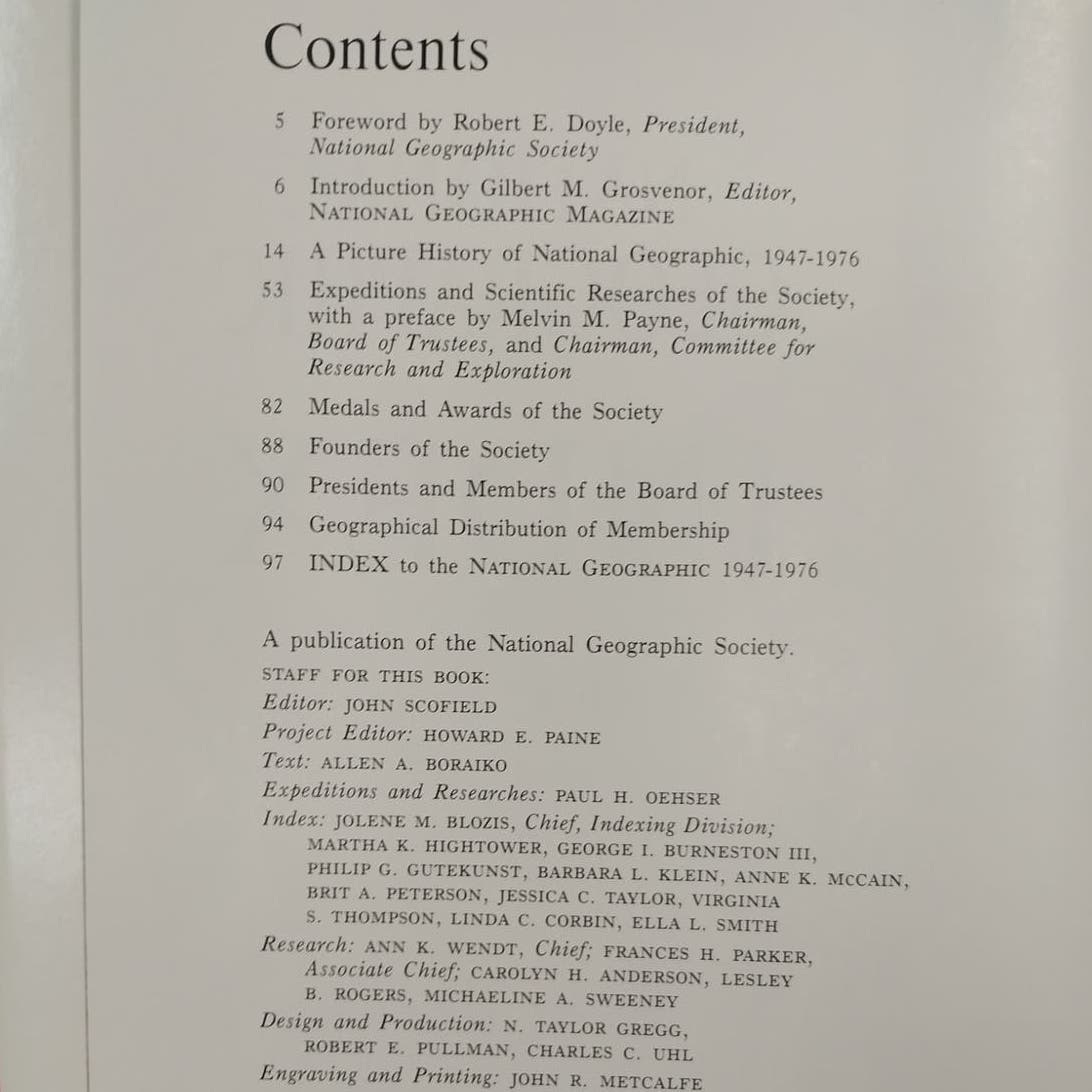 Contents
5 Foreword by Robert E. Doyle, President,
National Geographic Society
6 Introduction by Gilbert M. Grosvenor, Editor,
NATIONAL GEOGRAPHIC MAGAZINE
14 A Picture History of National Geographic, 1947-1976
53 Expeditions and Scientific Researches of the Society,
with a preface by Melvin M. Payne, Chairman,
Board of Trustees, and Chairman, Committee for
Research and Exploration
82 Medals and Awards of the Society
88 Founders of the Society
90 Presidents and Members of the Board of Trustees
94 Geographical Distribution of Membership
97 INDEX to the NATIONAL GEOGRAPHIC 1947-1976
A publication of the National Geographic Society.
STAFF FOR THIS BOOK:
Editor: JOHN SCOFIELD
Project Editor: HOWARD E. PAINE
Text: ALLEN A. BORAIKO
Expeditions and Researches: PAUL H. OEHSER
Index: JOLENE M. BLOZIS, Chief, Indexing Division;
MARTHA K. HIGHTOWER, GEORGE I. BURNESTON III,
PHILIP G. GUTEKUNST, BARBARA L. KLEIN, ANNE K. McCAIN,
BRIT A. PETERSON, JESSICA C. TAYLOR, VIRGINIA
S. THOMPSON, LINDA C. CORBIN, ELLA L. SMITH
Research: ANN K. WENDT, Chief; FRANCES H. PARKER,
Associate Chief; CAROLYN H. ANDERSON, LESLEY
B. ROGERS, MICHAELINE A. SWEENEY
Design and Production: N. TAYLOR GREGG,
ROBERT E. PULLMAN, CHARLES C. UHL
Engraving and Printing: JOHN R. METCALFE